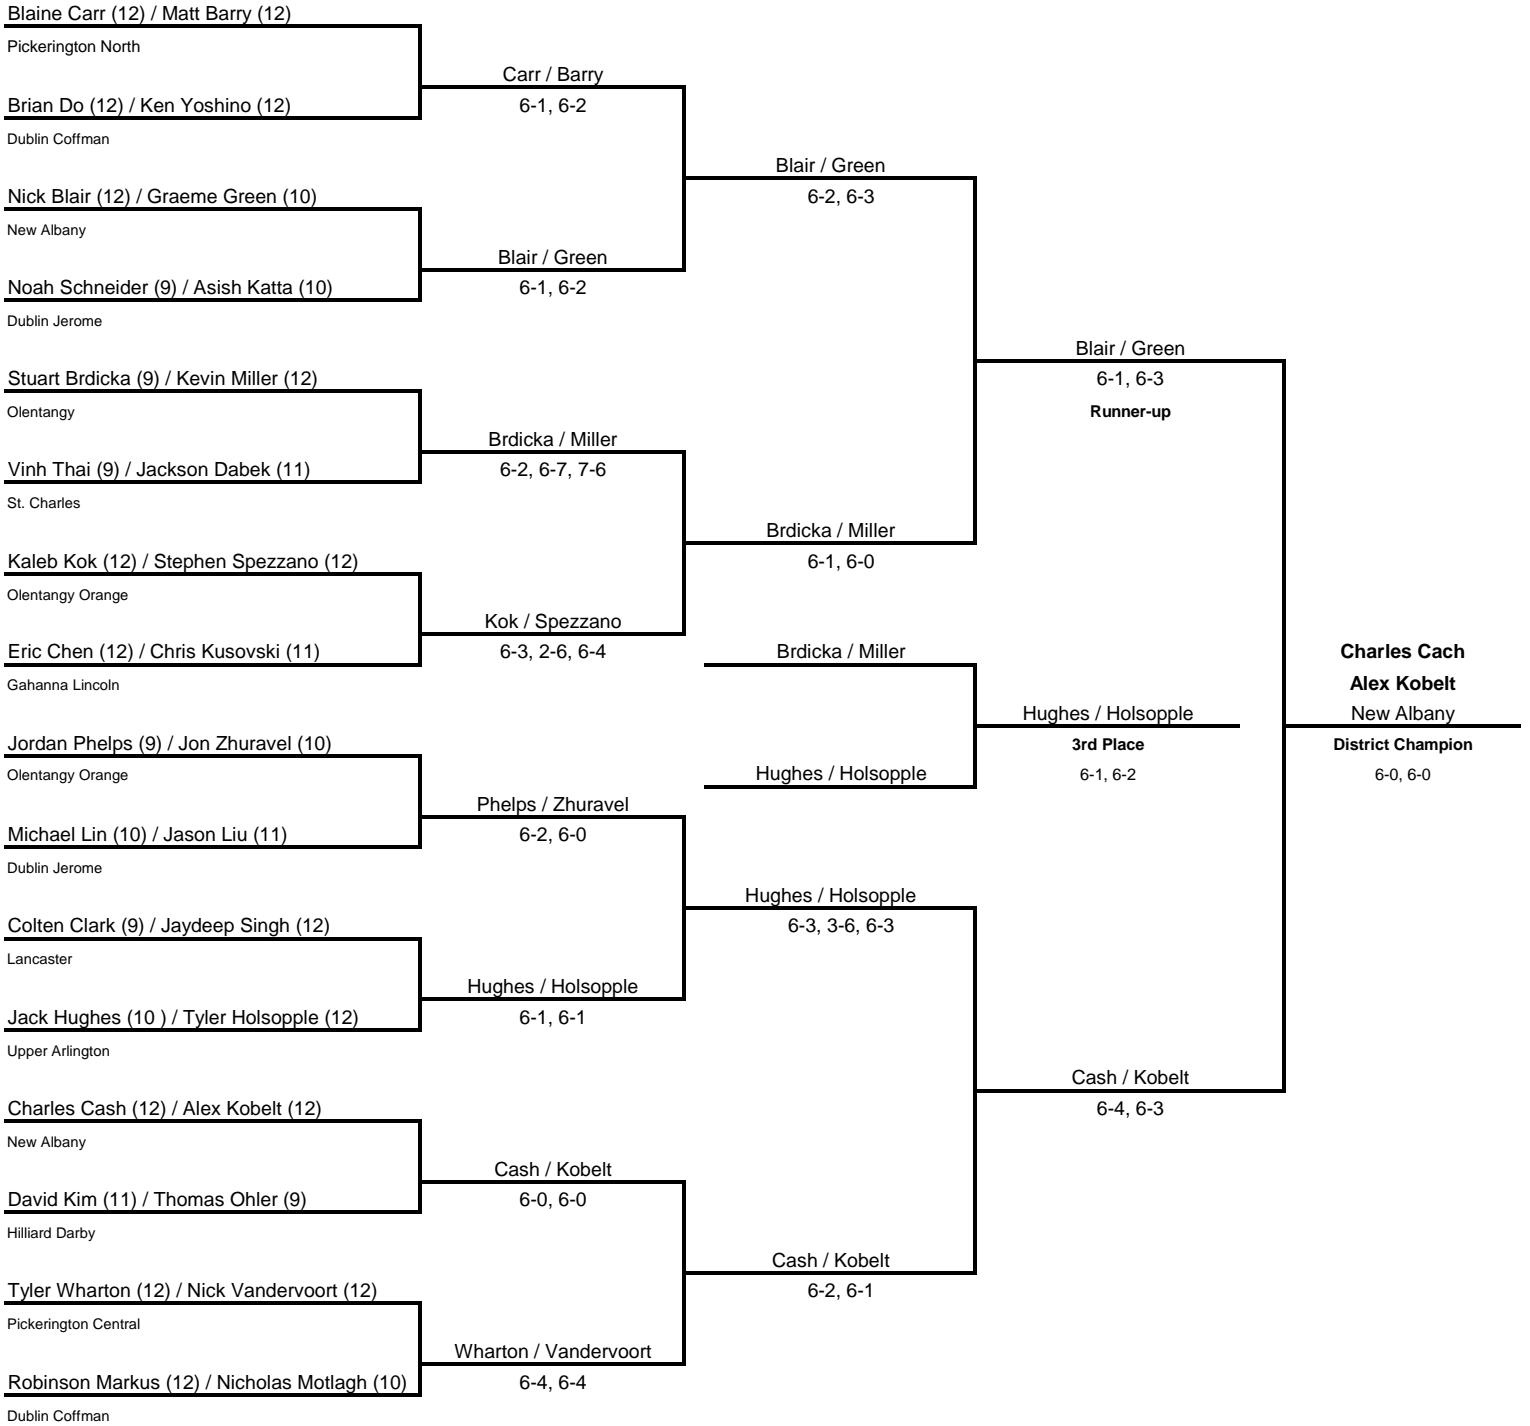 Blaine Carr (12) / Matt Barry (12)
Pickerington North
Carr / Barry
Brian Do (12) / Ken Yoshino (12)
6-1, 6-2
Dublin Coffman
Blair / Green
Nick Blair (12) / Graeme Green (10)
6-2, 6-3
New Albany
Blair / Green
Noah Schneider (9) / Asish Katta (10)
6-1, 6-2
Dublin Jerome
Blair / Green
Stuart Brdicka (9) / Kevin Miller (12)
6-1, 6-3
Olentangy
Runner-up
Brdicka / Miller
Vinh Thai (9) / Jackson Dabek (11)
6-2, 6-7, 7-6
St. Charles
Brdicka / Miller
Kaleb Kok (12) / Stephen Spezzano (12)
6-1, 6-0
Olentangy Orange
Kok / Spezzano
Eric Chen (12) / Chris Kusovski (11)
6-3, 2-6, 6-4
Brdicka / Miller
Charles Cach
Gahanna Lincoln
Alex Kobelt
Hughes / Holsopple
New Albany
Jordan Phelps (9) / Jon Zhuravel (10)
3rd Place
District Champion
Olentangy Orange
Hughes / Holsopple
6-1, 6-2
6-0, 6-0
Phelps / Zhuravel
Michael Lin (10) / Jason Liu (11)
6-2, 6-0
Dublin Jerome
Hughes / Holsopple
Colten Clark (9) / Jaydeep Singh (12)
6-3, 3-6, 6-3
Lancaster
Hughes / Holsopple
Jack Hughes (10 ) / Tyler Holsopple (12)
6-1, 6-1
Upper Arlington
Cash / Kobelt
Charles Cash (12) / Alex Kobelt (12)
6-4, 6-3
New Albany
Cash / Kobelt
David Kim (11) / Thomas Ohler (9)
6-0, 6-0
Hilliard Darby
Cash / Kobelt
Tyler Wharton (12) / Nick Vandervoort (12)
6-2, 6-1
Pickerington Central
Wharton / Vandervoort
Robinson Markus (12) / Nicholas Motlagh (10)
6-4, 6-4
Dublin Coffman